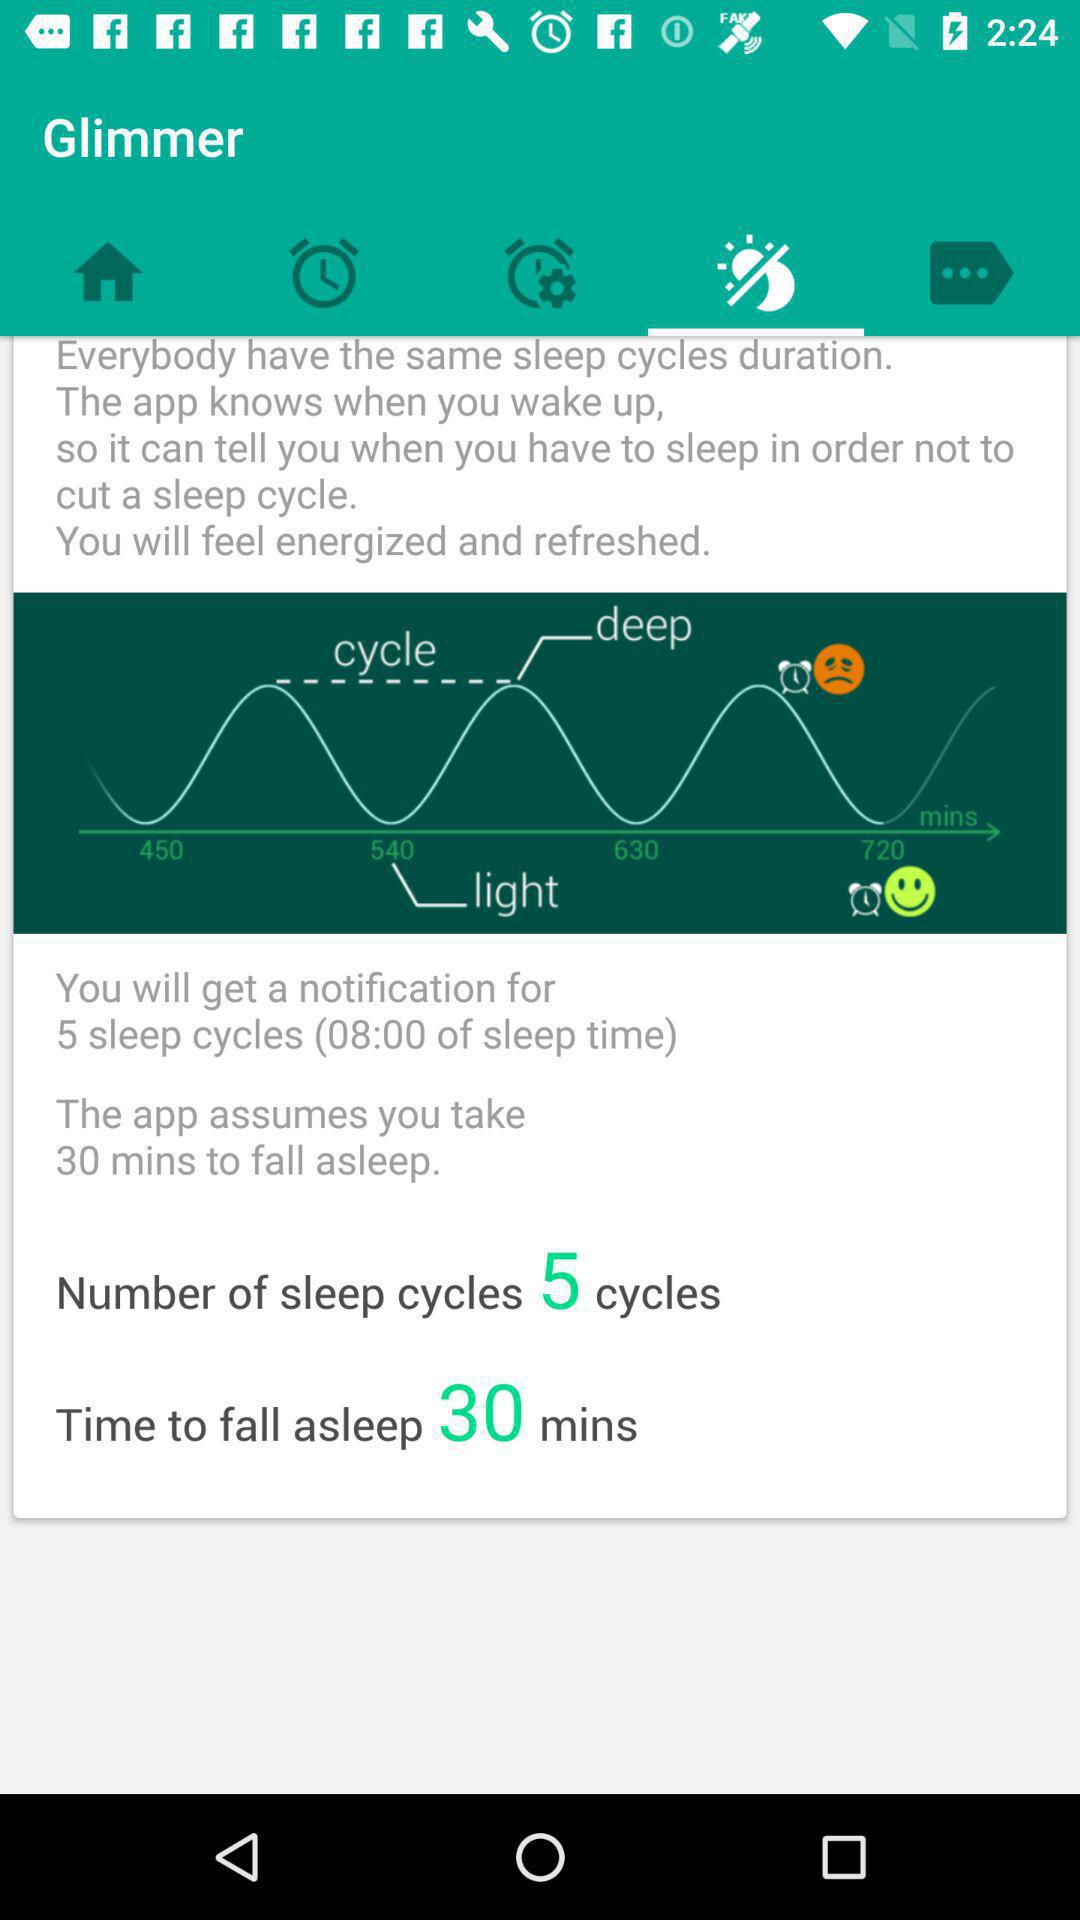 FAKE
2:24
Glimmer
Everybody have the same sleep cycles duration.
The app knows when you wake up,
so it can tell you when you have to sleep in order not to
cut a sleep cycle.
You will feel energized and refreshed.
cycle
deep
mins
450 540 630 720
light
You will get a notification for
5 sleep cycles (08:00 of sleep time)
The app assumes you take
30 mins to fall asleep.
Number of sleep cycles 5 cycles
Time to fall asleep 30 mins